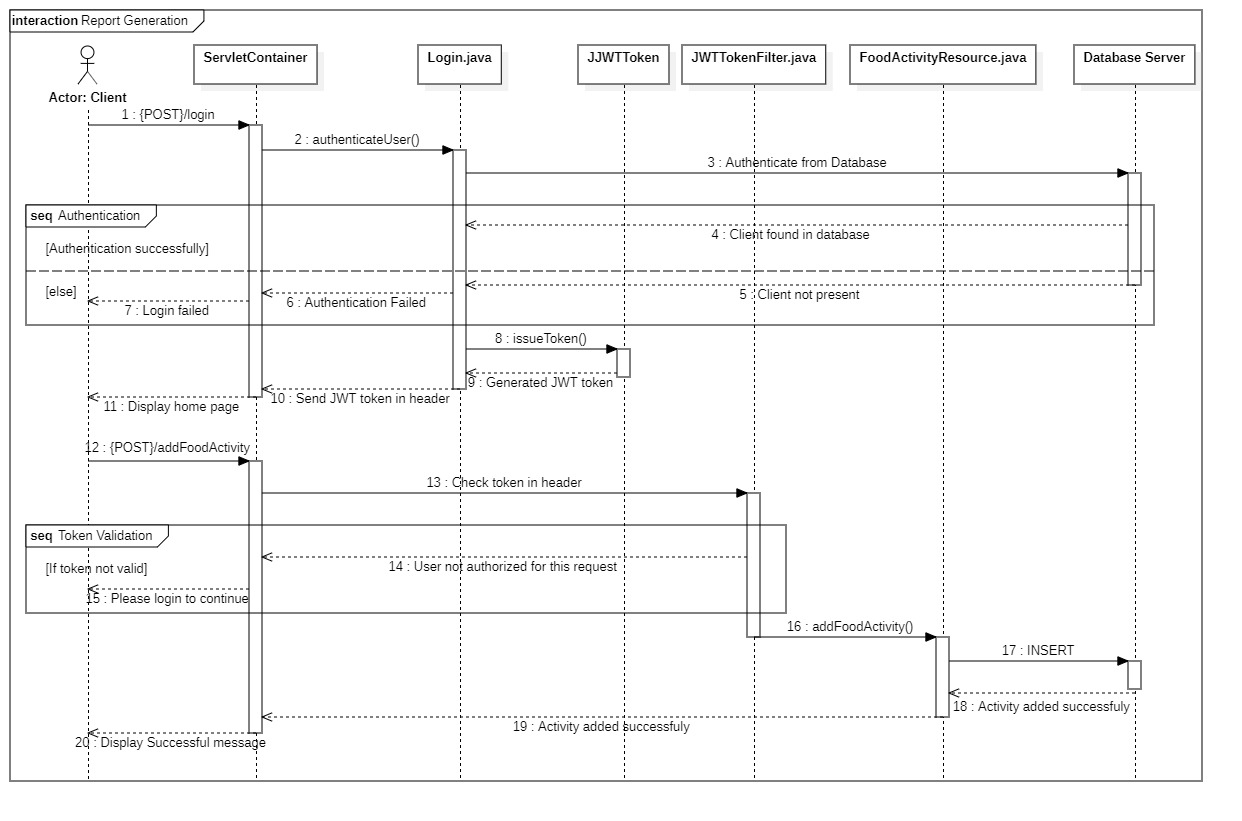 interaction Report Generation
ServletContainer
Login.java
JJWTToken
JWTTokenFilter.java
FoodActivityResource.java
Database Server
Actor: Client
1 : {POST}/login
2 : authenticateUser()
3 : Authenticate from Database
seq Authentication
4 : Client found in database
[Authentication successfully]
[else]
5 : Client not present
6 : Authentication Failed
7 : Login failed
8 : issueToken()
9 : Generated JWT token
10 : Send JWT token in header
11 : Display home page
12 : {POST}/addFoodActivity
13 : Check token in header
seq Token Validation
14 : User not authorized for this request
[If token not valid]
15 : Please login to continue
16 : addFoodActivity()
17 : INSERT
18 : Activity added successfuly
19 : Activity added successfuly
20 : Display Successful message